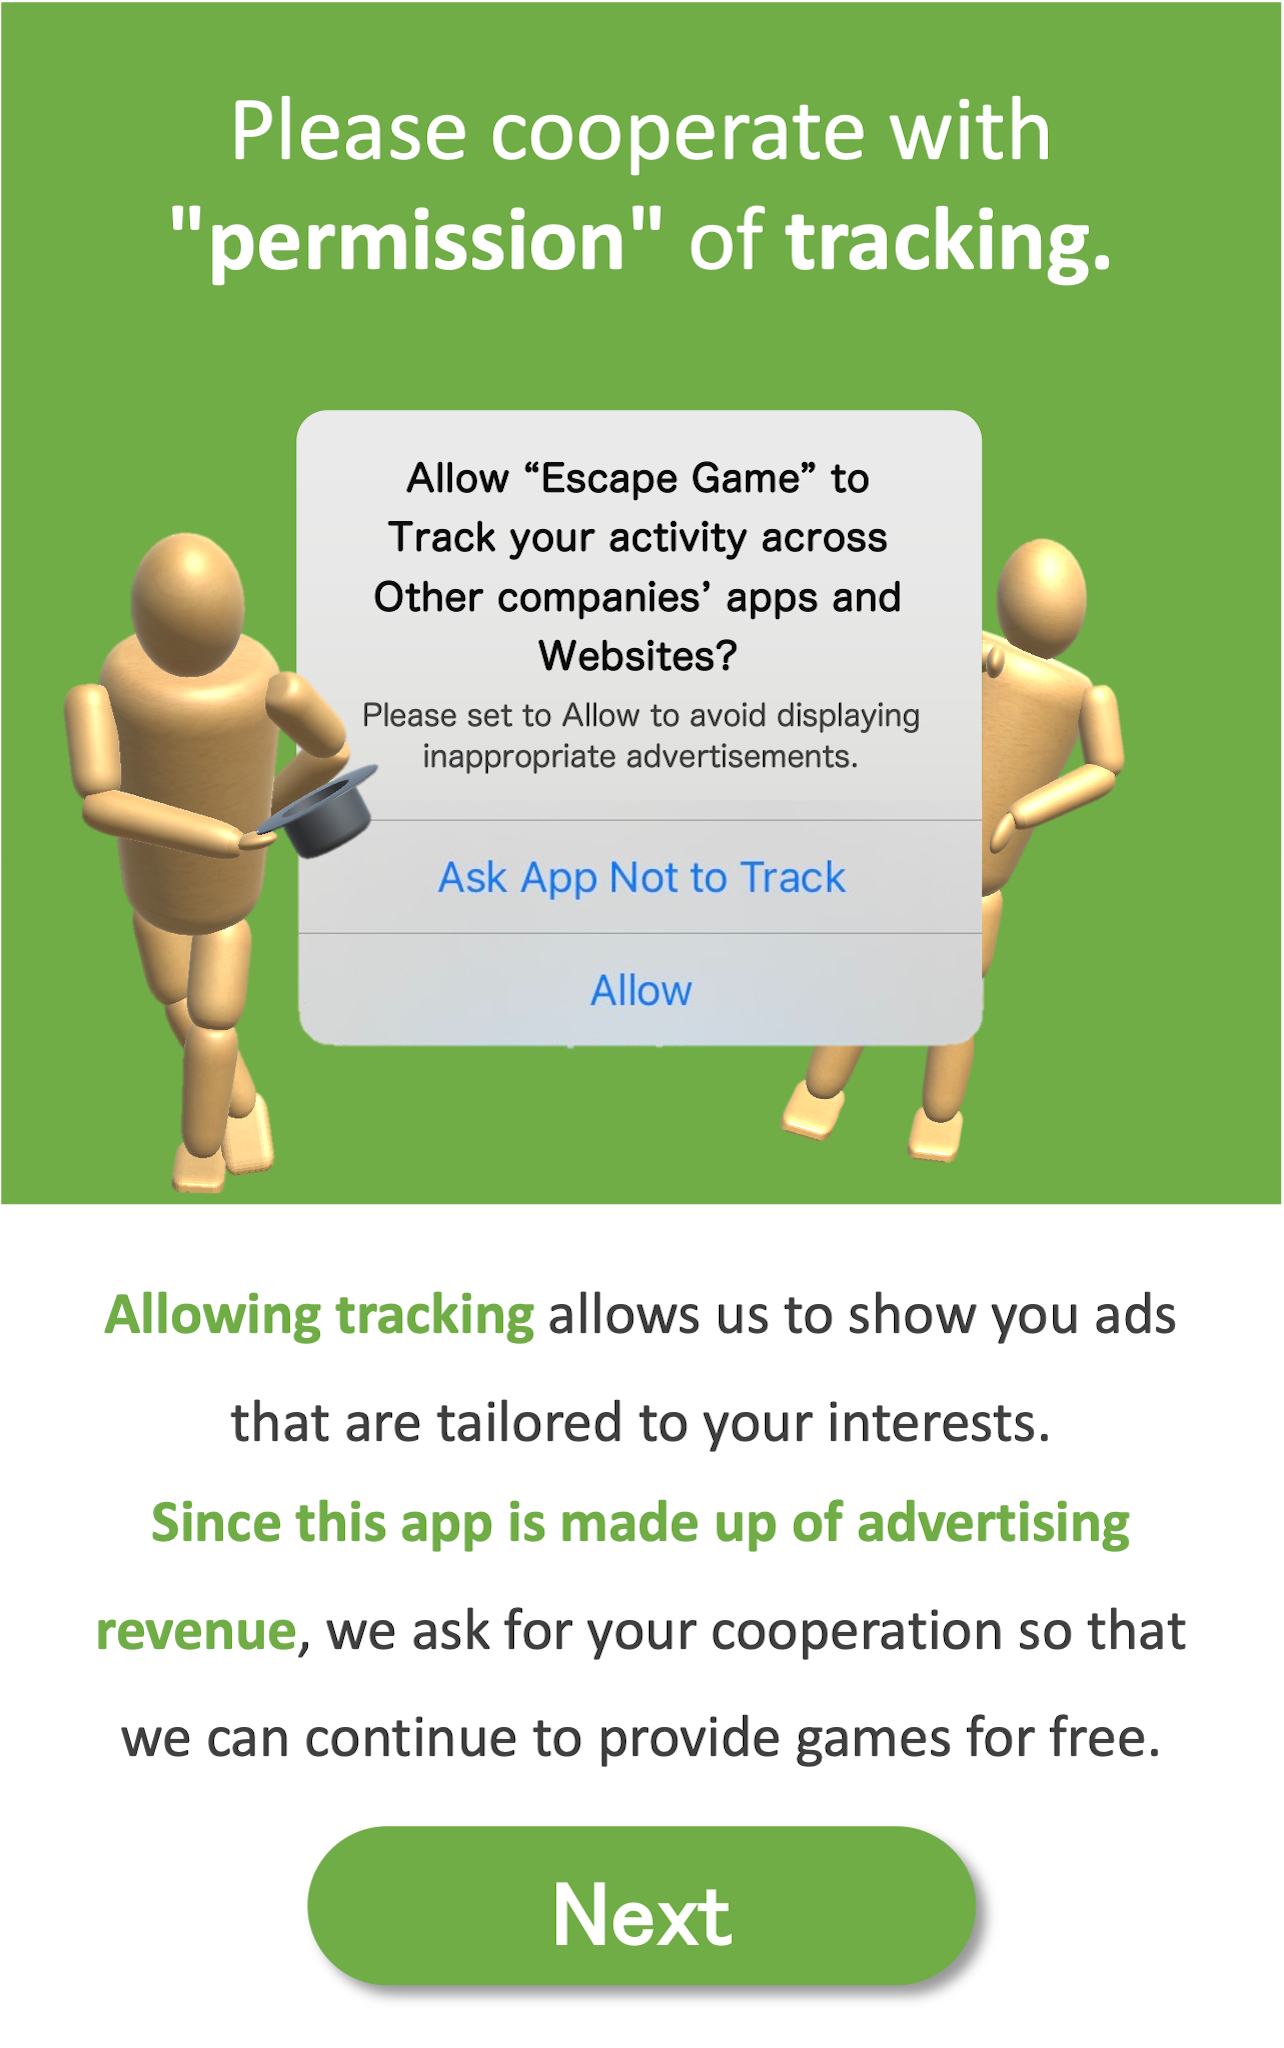 Please cooperate with
"permission" of tracking.
Allow “Escape Game” to
Track your activity across
Other companies’ apps and
Websites?
Please set to Allow to avoid displaying
inappropriate advertisements.
Ask App Not to Track
Allow
Allowing tracking allows us to show you ads
that are tailored to your interests.
Since this app is made up of advertising
revenue, we ask for your cooperation so that
we can continue to provide games for free.
Next